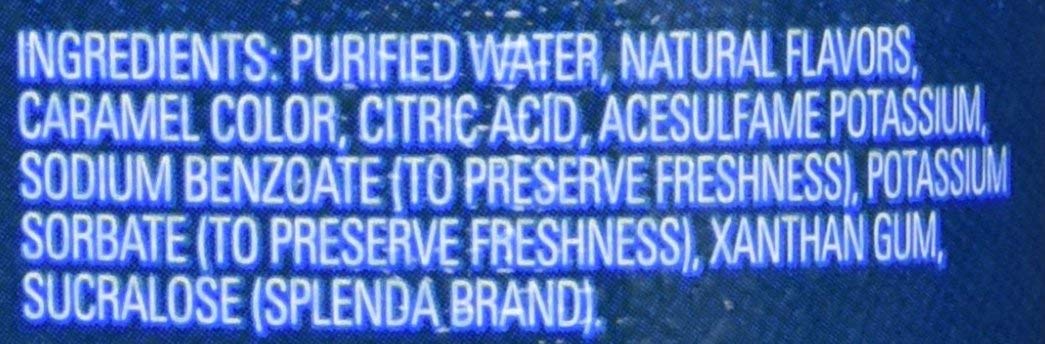 INGREDIENTS: PURIFIED WATER, NATURAL FLAVORS,
CARAMEL COLOR, CITRIC ACID, ACESULFAME POTASSIUM,
SODIUM BENZOATE (TO PRESERVE FRESHNESS), POTASSIUM
SORBATE (TO PRESERVE FRESHNESS), XANTHAN GUM,
SUCRALOSE (SPLENDA BRAND).